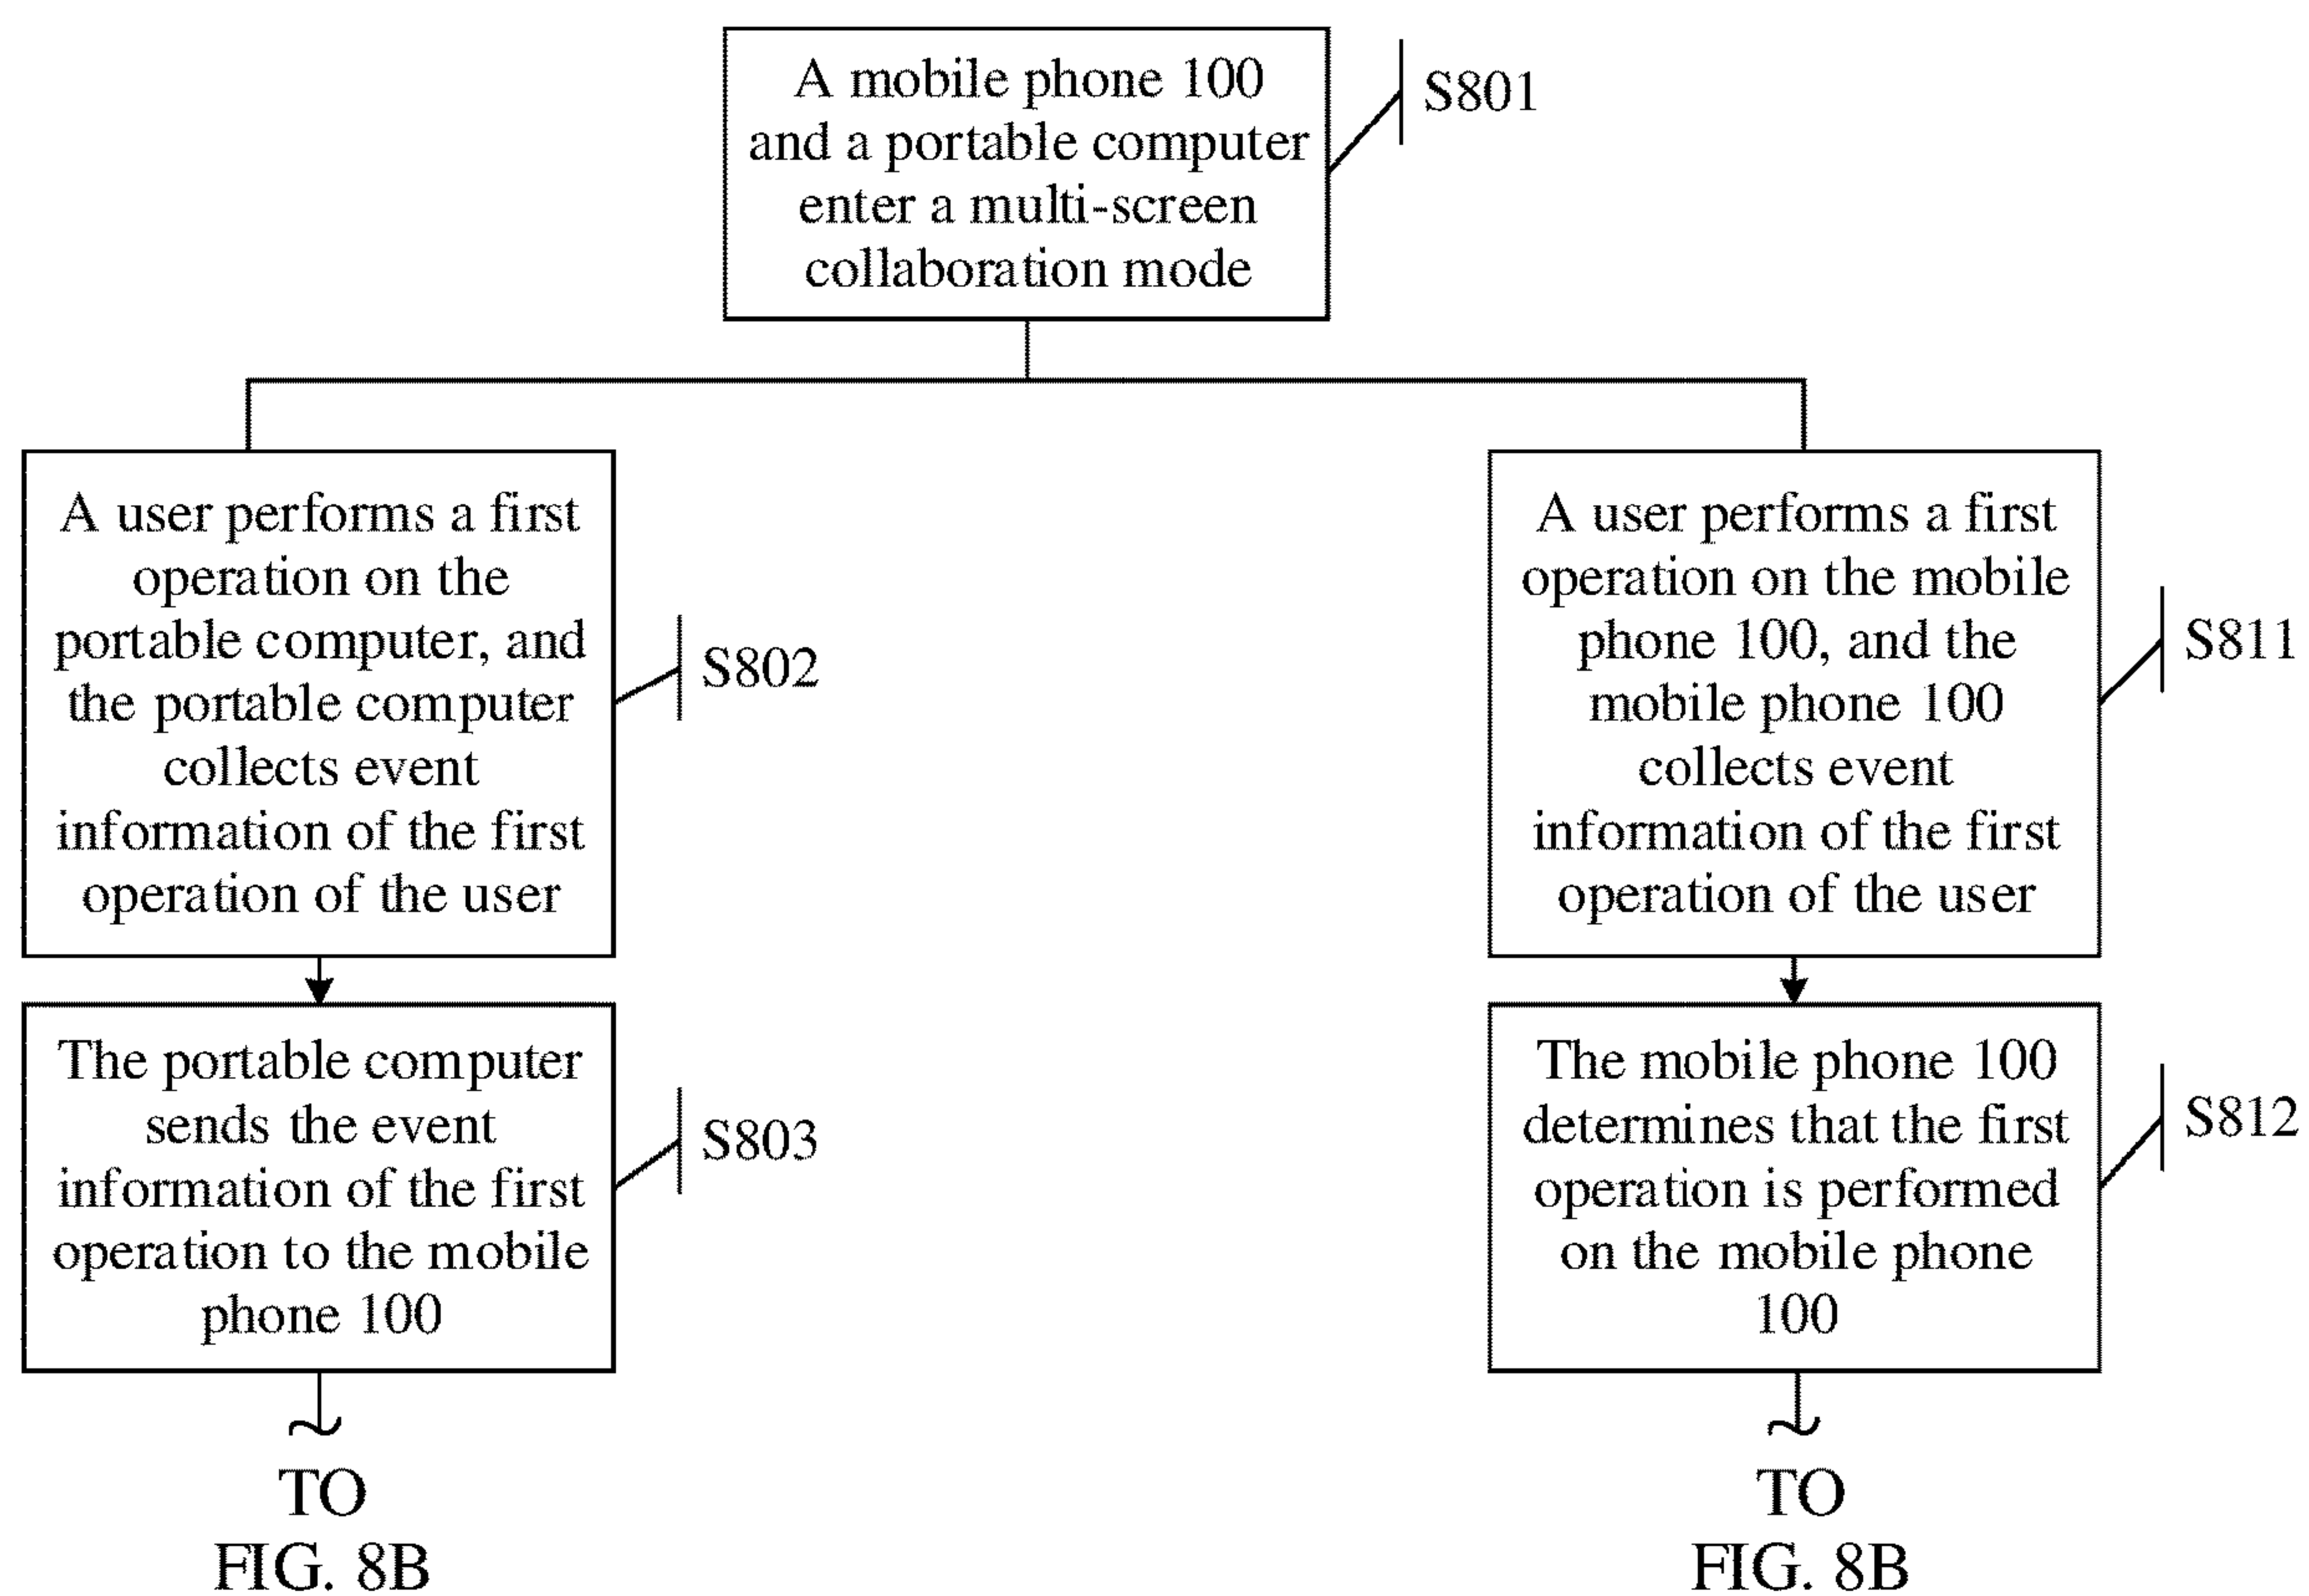 A mobile phone 100
and a portable computer
enter a multi-screen
collaboration mode
S801
A user performs a first
operation on the
portable computer, and
the portable computer
collects event
information of the first
operation of the user
S802
The portable computer
sends the event
information of the first
operation to the mobile
phone 100
S803
TO
FIG. 8B
A user performs a first
operation on the mobile
phone 100, and the
mobile phone 100
collects event
information of the first
operation of the user
S811
The mobile phone 100
determines that the first
operation is performed
on the mobile phone
100
S812
TO
FIG. 8B